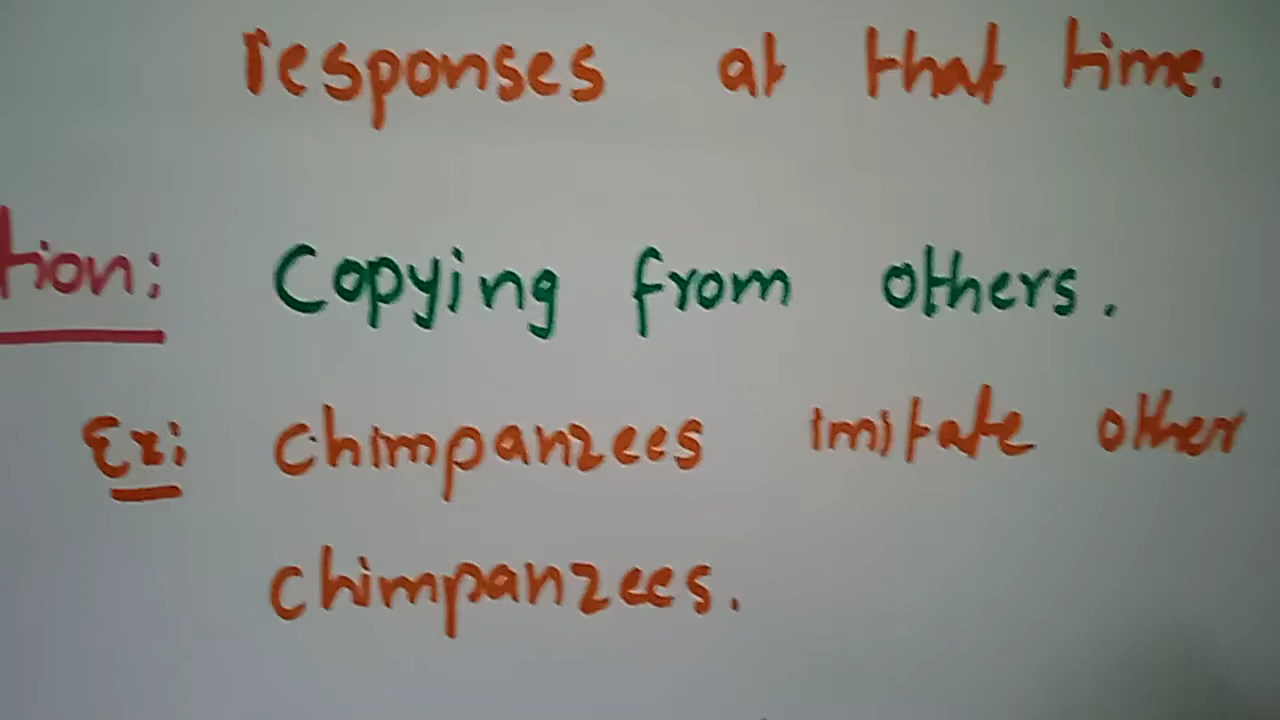 responses at that time.
tion: Copying from others.
Ex: chimpanzees imitate other
chimpanzees.